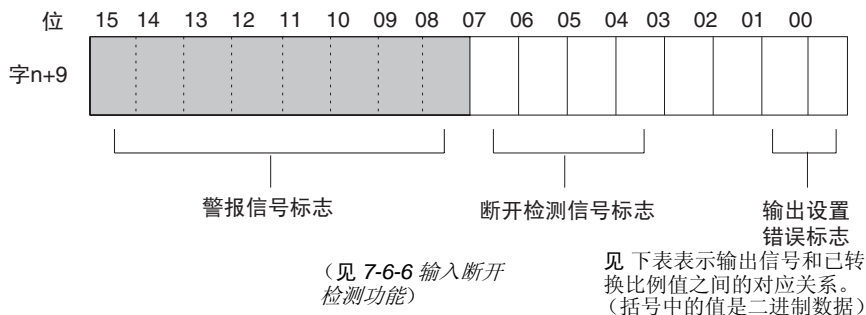 位 15 14 13 12 11 10 09 08 07 06 05 04 03 02 01 00
字n+9
警报信号标志
断开检测信号标志
输出设置
错误标志
（见 7-6-6 输入断开
检测功能）
见 下表表示输出信号和已转
换比例值之间的对应关系。
（括号中的值是二进制数据）